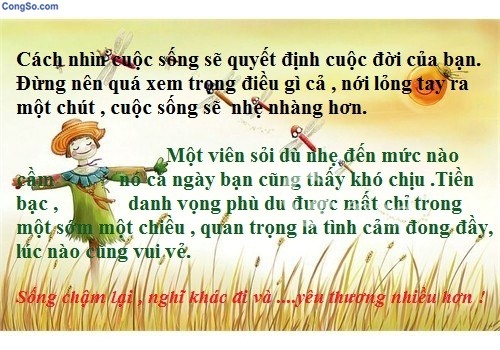 CongSo.com
Cách nhìn cuộc sống sẽ quyết định cuộc đời của bạn.
Đừng nên quá xem trọng điều gì cả , nới lỏng tay ra
một chút , cuộc sống sẽ nhẹ nhàng hơn.
Một viên sỏi dù nhẹ đến mức nào
cầm nó cả ngày bạn cũng thấy khó chịu .Tiền
bạc , danh vọng phù du được mất chỉ trong
một sớm một chiều , quan trọng là tình cảm đong đầy,
lúc nào cũng vui vẻ.
Sống chậm lại , nghĩ khác đi và ....yêu thương nhiều hơn !